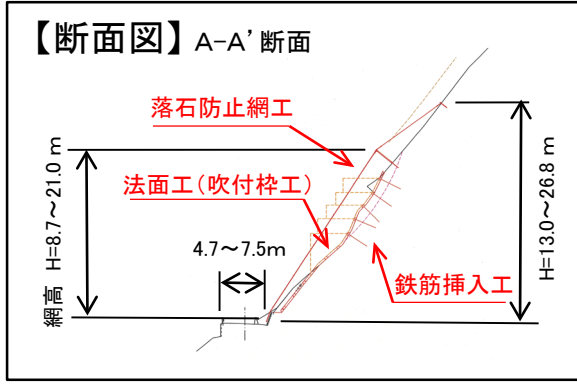 【断面図】 A-A’断面
落石防止網工
法面工(吹付枠工)
4.7～7.5m
鉄筋挿入工
網高 H=8.7～21.0 m
H=13.0～26.8 m